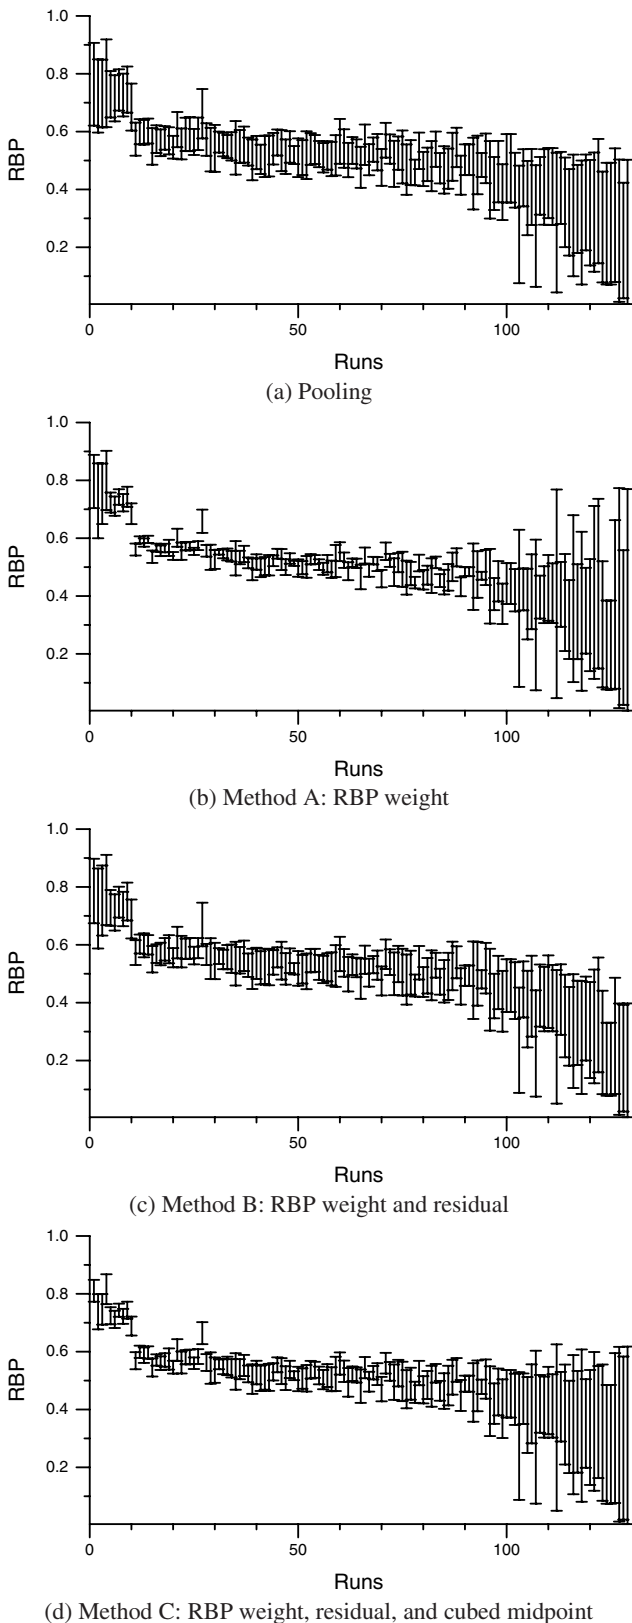 1.0
0.8
0.6
0.4
0.2
RBP
0 50 100
Runs
(a) Pooling
1.0
0.8
0.6
0.4
0.2
RBP
0 50 100
Runs
(b) Method A: RBP weight
1.0
0.8
0.6
0.4
0.2
RBP
0 50 100
Runs
(c) Method B: RBP weight and residual
1.0
0.8
0.6
0.4
0.2
RBP
0 50 100
Runs
(d) Method C: RBP weight, residual, and cubed midpoint